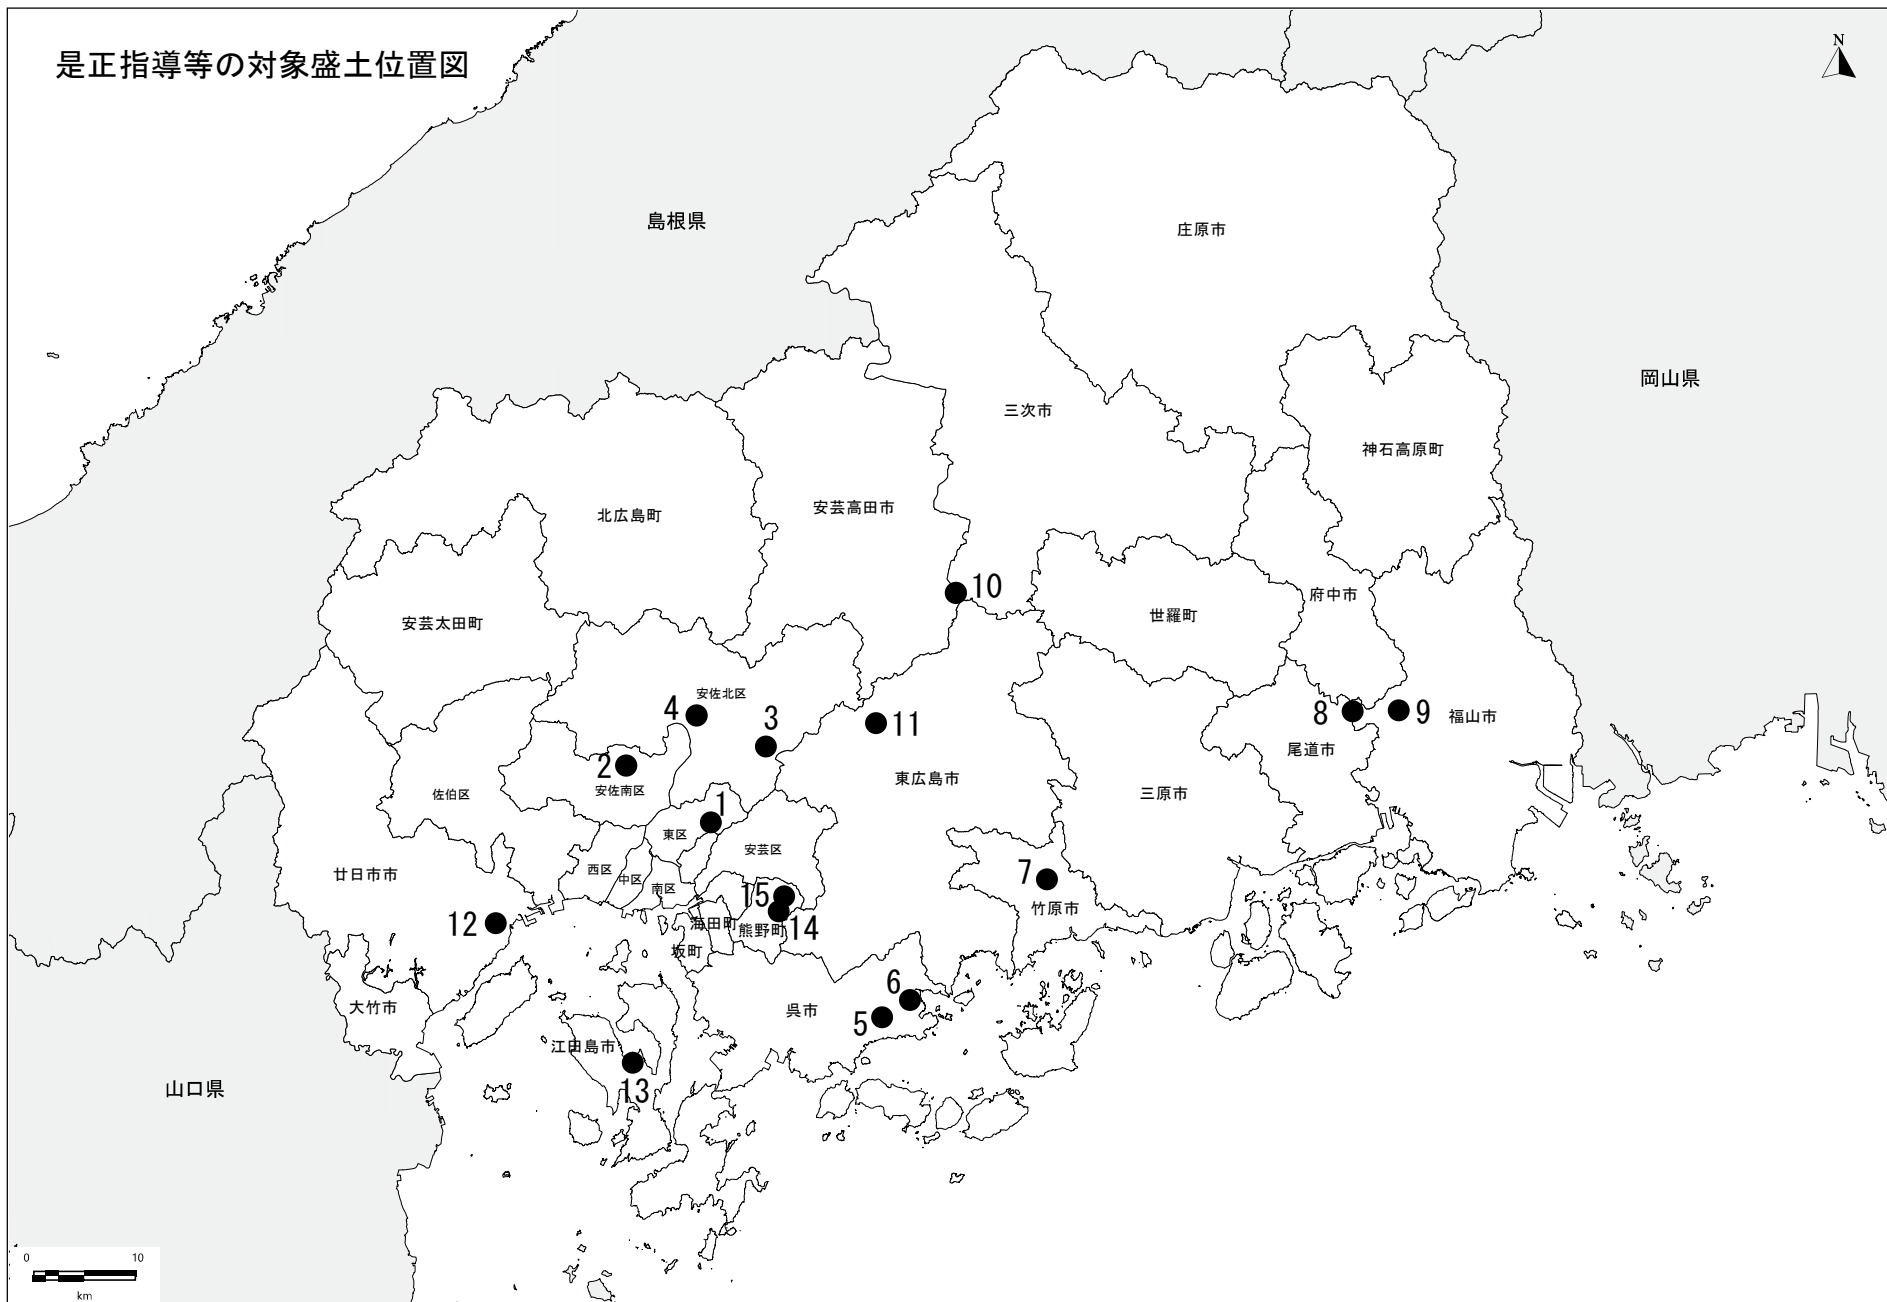 是正指導等の対象盛土位置図
N
島根県
庄原市
岡山県
三次市
神石高原町
安芸高田市
北広島町
10
府中市
世羅町
安芸太田町
安佐北区
4
3
11
8
9
福山市
尾道市
2
東広島市
安佐南区
佐伯区
三原市
1
東区
安芸区
西区
7
廿日市市
中区
南区
15
竹原市
12
海田町
14
熊野町
坂町
6
大竹市
呉市
5
江田島市
13
山口県
0 10
km